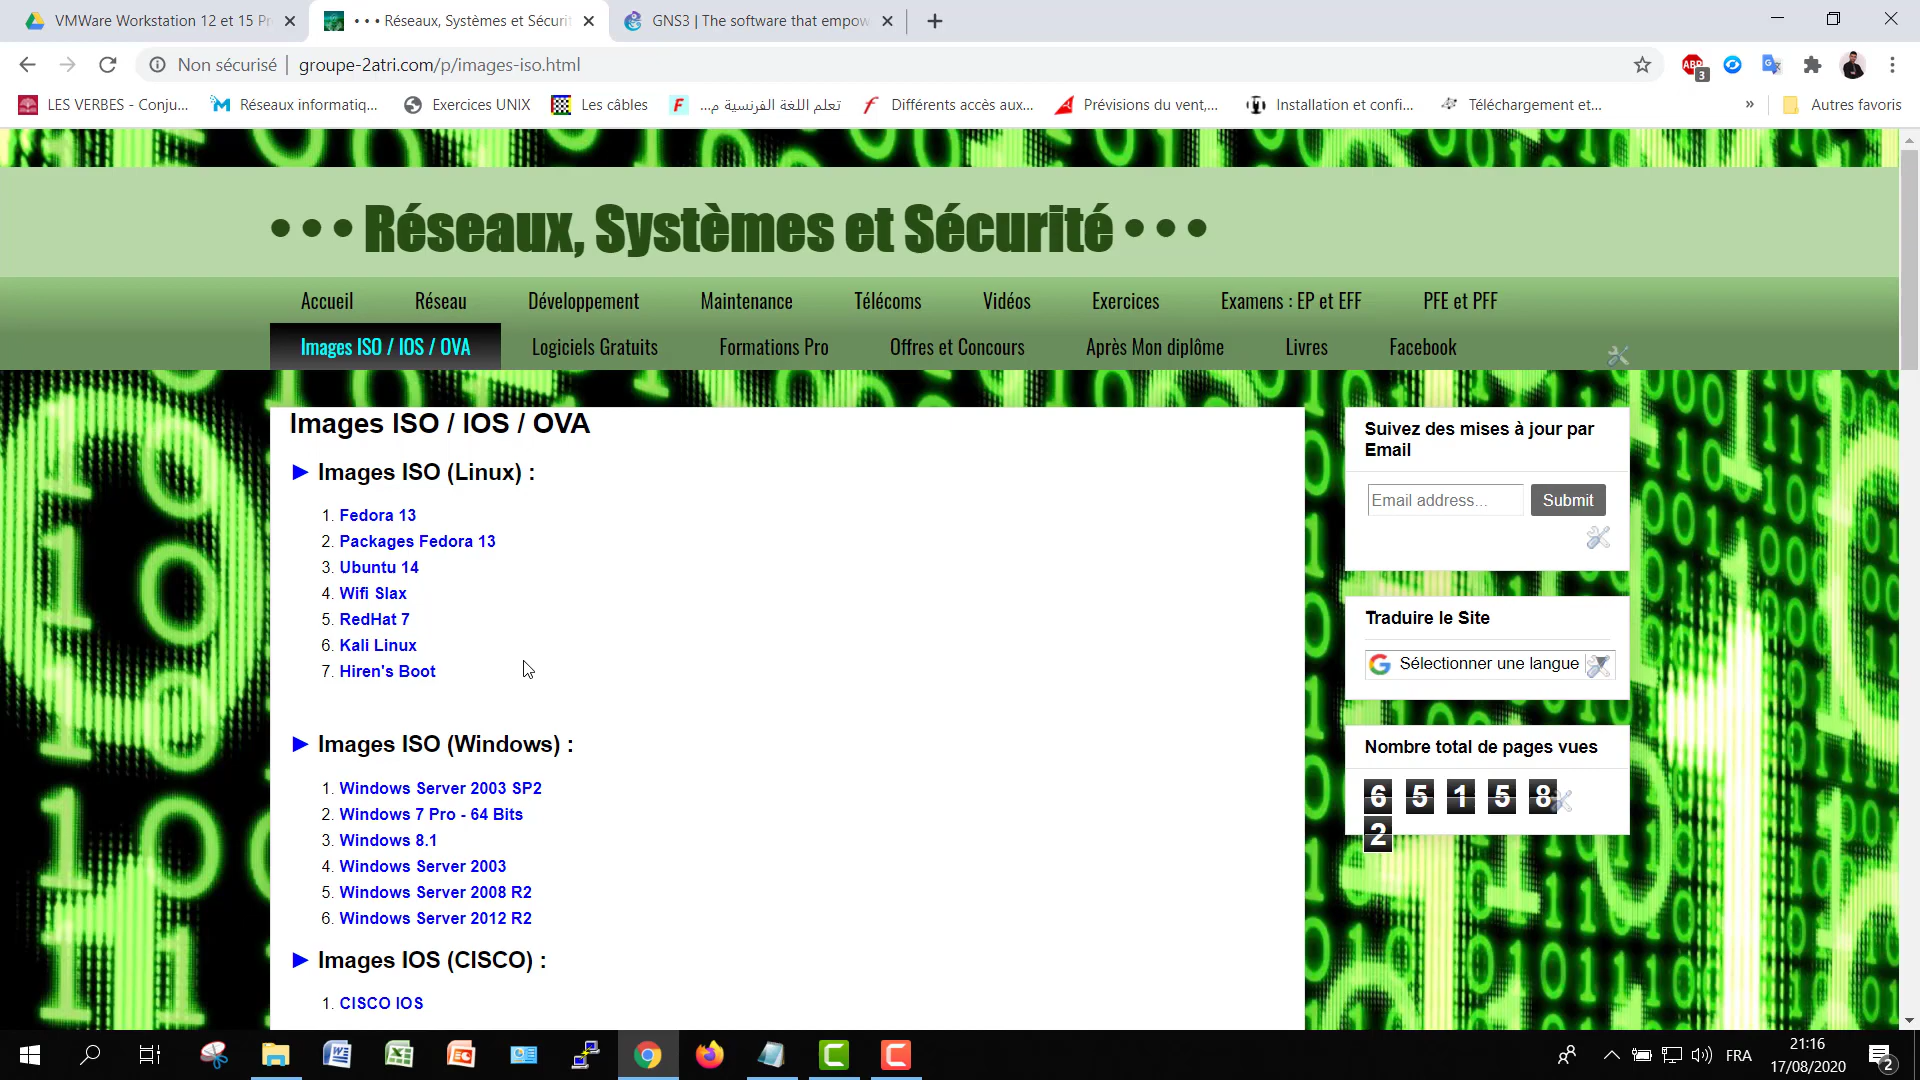 VMWare Workstation 12 et 15 Pr
• • • Réseaux, Systèmes et Sécurit
GNS3 | The software that empow
Non sécurisé | groupe-2atri.com/p/images-iso.html
ABP
3
LES VERBES - Conju...
Réseaux informatiq...
Exercices UNIX
Les câbles
تعلم اللغة الفرنسية م...
Différents accès aux...
Prévisions du vent,...
Installation et confi...
Téléchargement et...
»
Autres favoris
• • • Réseaux, Systèmes et Sécurité • • •
Accueil
Réseau
Développement
Maintenance
Télécoms
Vidéos
Exercices
Examens : EP et EFF
PFE et PFF
Images ISO / IOS / OVA
Logiciels Gratuits
Formations Pro
Offres et Concours
Après Mon diplôme
Livres
Facebook
Images ISO / IOS / OVA
► Images ISO (Linux) :
1. Fedora 13
2. Packages Fedora 13
3. Ubuntu 14
4. Wifi Slax
5. RedHat 7
6. Kali Linux
7. Hiren's Boot
► Images ISO (Windows) :
1. Windows Server 2003 SP2
2. Windows 7 Pro - 64 Bits
3. Windows 8.1
4. Windows Server 2003
5. Windows Server 2008 R2
6. Windows Server 2012 R2
► Images IOS (CISCO) :
1. CISCO IOS
Suivez des mises à jour par
Email
Email address...
Submit
Traduire le Site
Sélectionner une langue
Nombre total de pages vues
6 5 1 5 8
2
FRA
21:16
17/08/2020
2